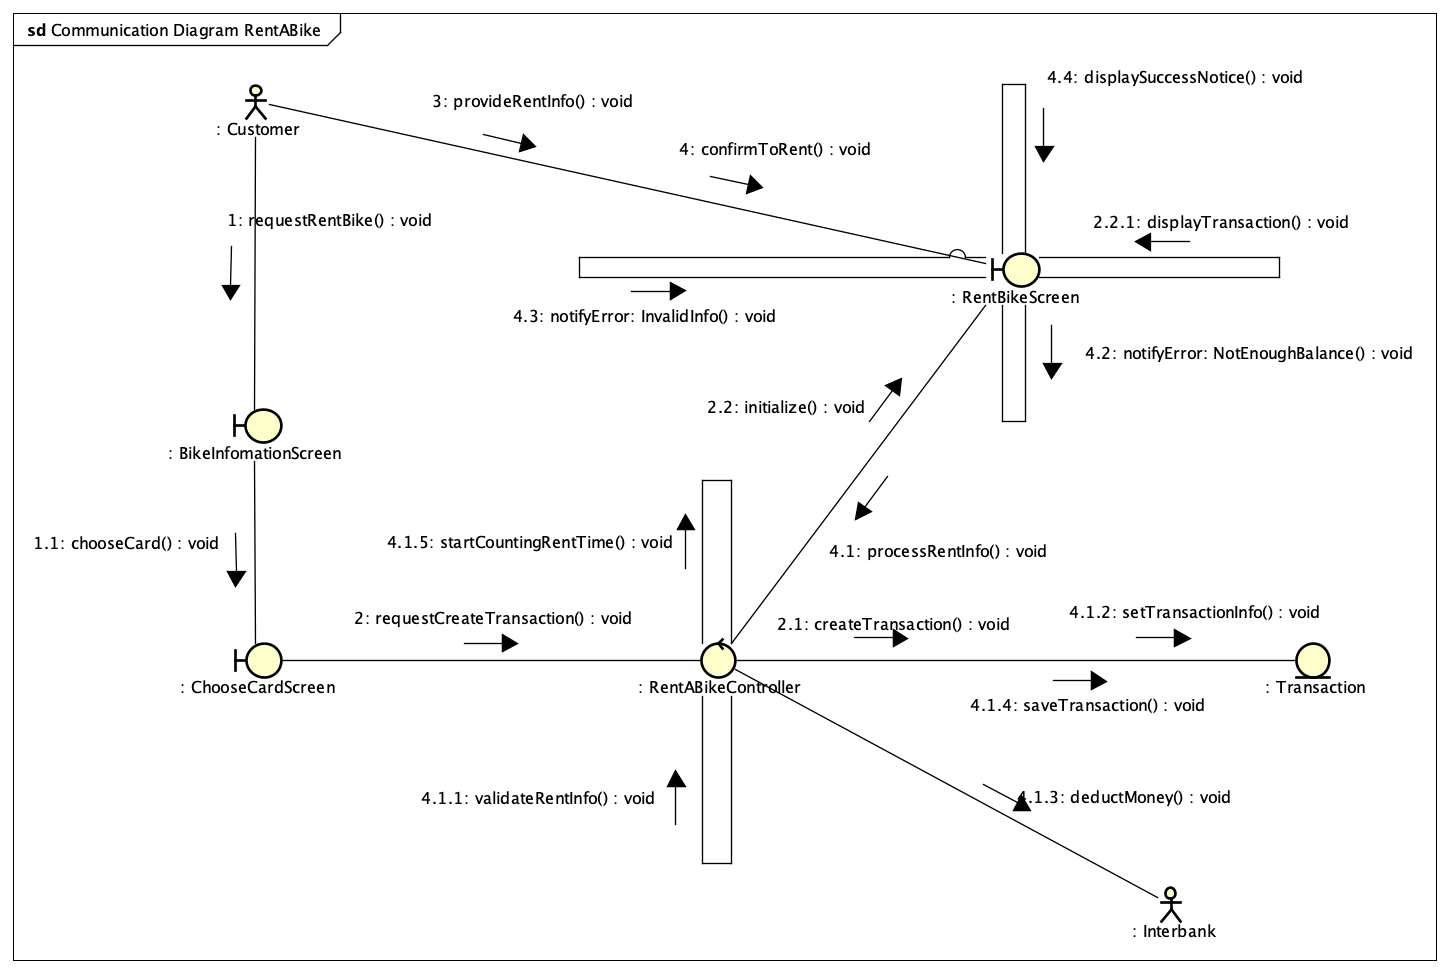 sd Communication Diagram RentABike
4.4: displaySuccessNotice() : void
3: provideRentInfo() : void
: Customer
4: confirmToRent() : void
1: requestRentBike() : void
2.2.1: displayTransaction() : void
: RentBikeScreen
4.3: notifyError: InvalidInfo() : void
4.2: notifyError: NotEnoughBalance() : void
2.2: initialize() : void
: BikeInfomationScreen
1.1: chooseCard() : void
4.1.5: startCountingRentTime() : void
4.1: processRentInfo() : void
2: requestCreateTransaction() : void
2.1: createTransaction() : void
4.1.2: setTransactionInfo() : void
: ChooseCardScreen
: RentABikeController
: Transaction
4.1.4: saveTransaction() : void
4.1.1: validateRentInfo() : void
4.1.3: deductMoney() : void
: Interbank